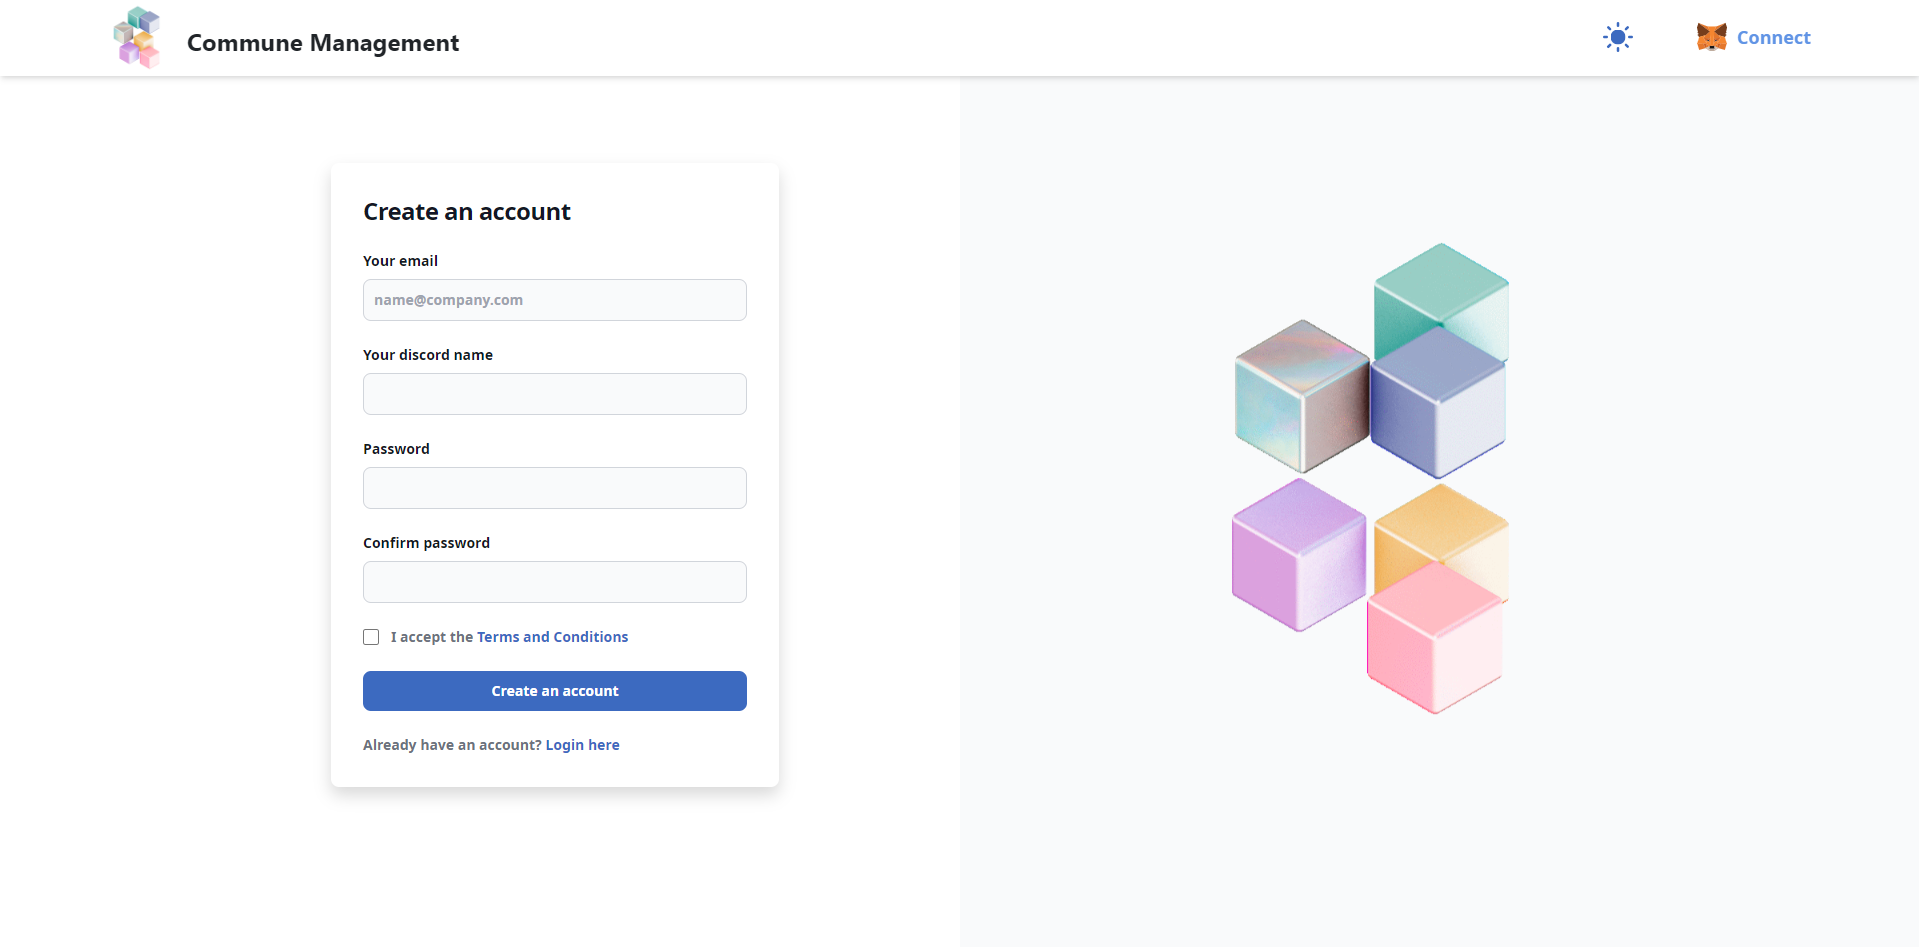 Commune Management
Connect
Create an account
Your email
name@company.com
Your discord name
Password
Confirm password
I accept the Terms and Conditions
Create an account
Already have an account? Login here